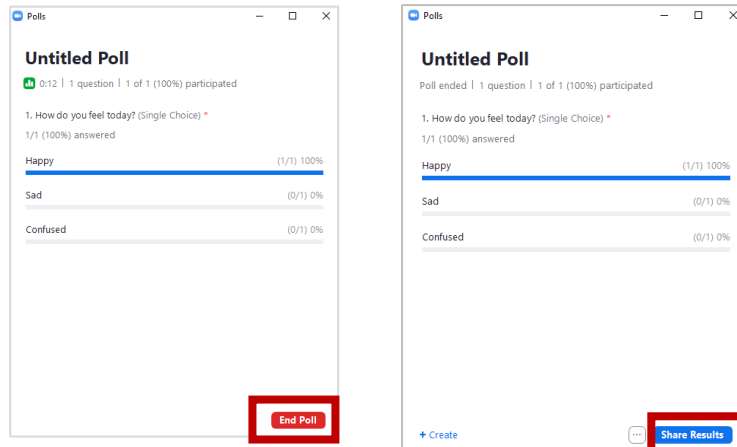 Polls
Untitled Poll
0:12 | 1 question | 1 of 1 (100%) participated
1. How do you feel today? (Single Choice) *
1/1 (100%) answered
Happy (1/1) 100%
Sad (0/1) 0%
Confused (0/1) 0%
End Poll
Polls
Untitled Poll
Poll ended | 1 question | 1 of 1 (100%) participated
1. How do you feel today? (Single Choice) *
1/1 (100%) answered
Happy (1/1) 100%
Sad (0/1) 0%
Confused (0/1) 0%
+ Create ... Share Results